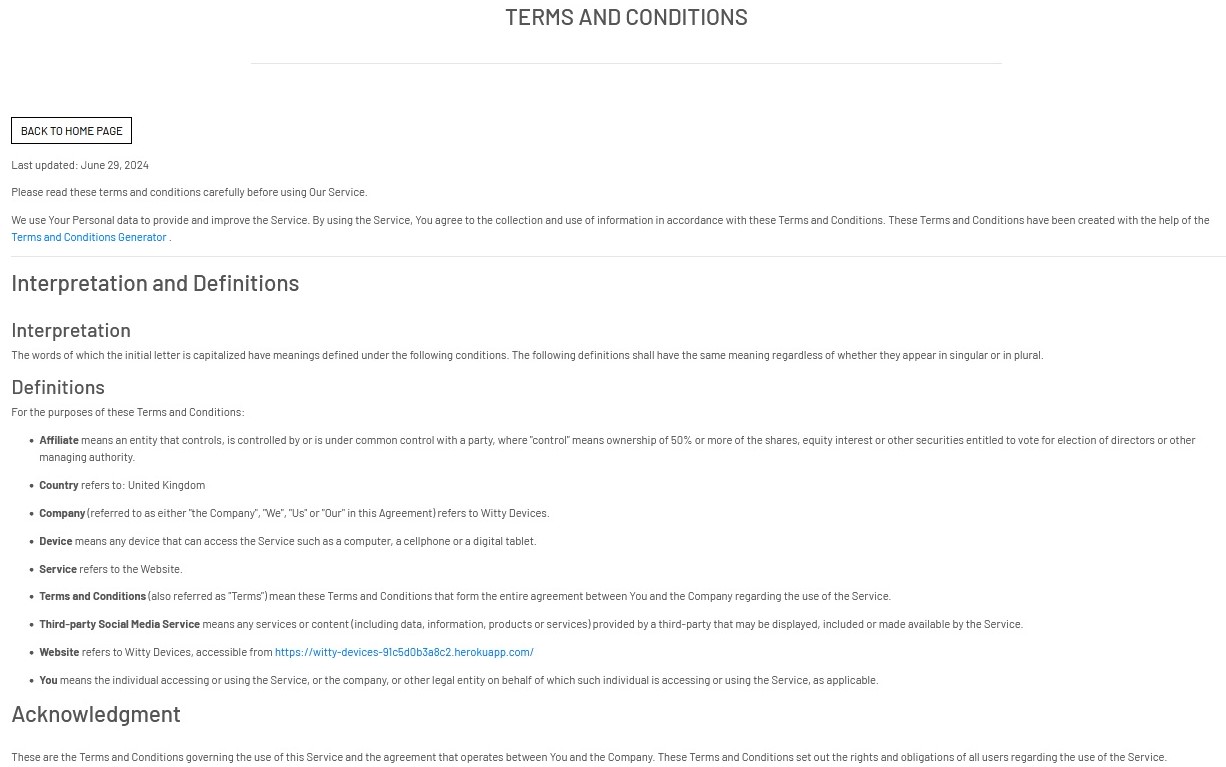 TERMS AND CONDITIONS
BACK TO HOME PAGE
Last updated: June 29, 2024
Please read these terms and conditions carefully before using Our Service.
We use Your Personal data to provide and improve the Service. By using the Service, You agree to the collection and use of information in accordance with these Terms and Conditions. These Terms and Conditions have been created with the help of the
Terms and Conditions Generator .
Interpretation and Definitions
Interpretation
The words of which the initial letter is capitalized have meanings defined under the following conditions. The following definitions shall have the same meaning regardless of whether they appear in singular or in plural.
Definitions
For the purposes of these Terms and Conditions:
• Affiliate means an entity that controls, is controlled by or is under common control with a party, where "control" means ownership of 50% or more of the shares, equity interest or other securities entitled to vote for election of directors or other
managing authority.
• Country refers to: United Kingdom
• Company (referred to as either "the Company", "We", "Us" or "Our" in this Agreement) refers to Witty Devices.
• Device means any device that can access the Service such as a computer, a cellphone or a digital tablet.
• Service refers to the Website.
• Terms and Conditions (also referred as "Terms") mean these Terms and Conditions that form the entire agreement between You and the Company regarding the use of the Service.
• Third-party Social Media Service means any services or content (including data, information, products or services) provided by a third-party that may be displayed, included or made available by the Service.
• Website refers to Witty Devices, accessible from https://witty-devices-91c5d0b3a8c2.herokuapp.com/
• You means the individual accessing or using the Service, or the company, or other legal entity on behalf of which such individual is accessing or using the Service, as applicable.
Acknowledgment
These are the Terms and Conditions governing the use of this Service and the agreement that operates between You and the Company. These Terms and Conditions set out the rights and obligations of all users regarding the use of the Service.